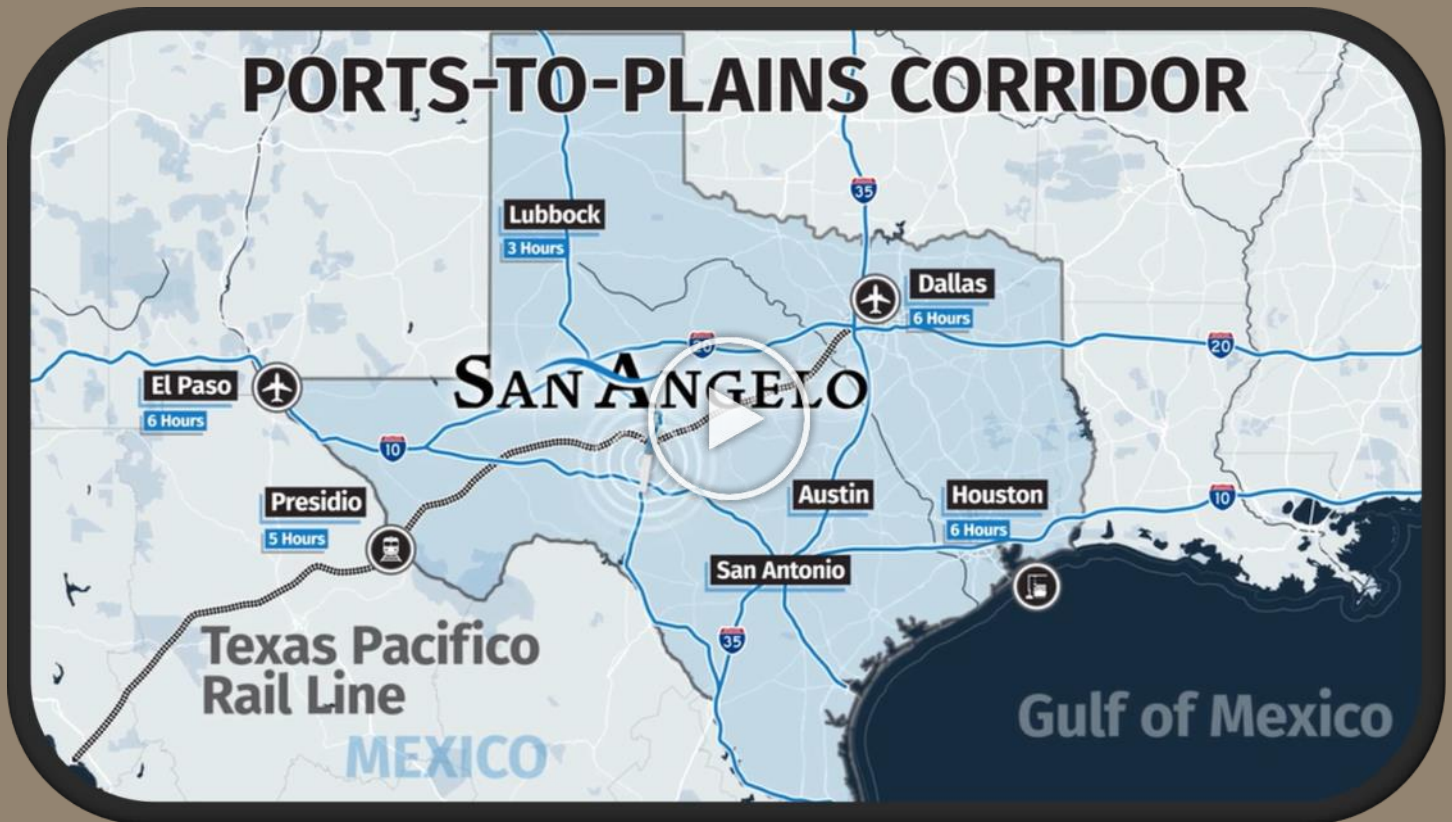 PORTS-TO-PLAINS CORRIDOR
35
Lubbock
3 Hours
Dallas
6 Hours
20
20
SAN ANGELO
El Paso
6 Hours
10
Presidio
5 Hours
Austin
Houston
6 Hours
10
San Antonio
35
Texas Pacifico
Rail Line
MEXICO
Gulf of Mexico